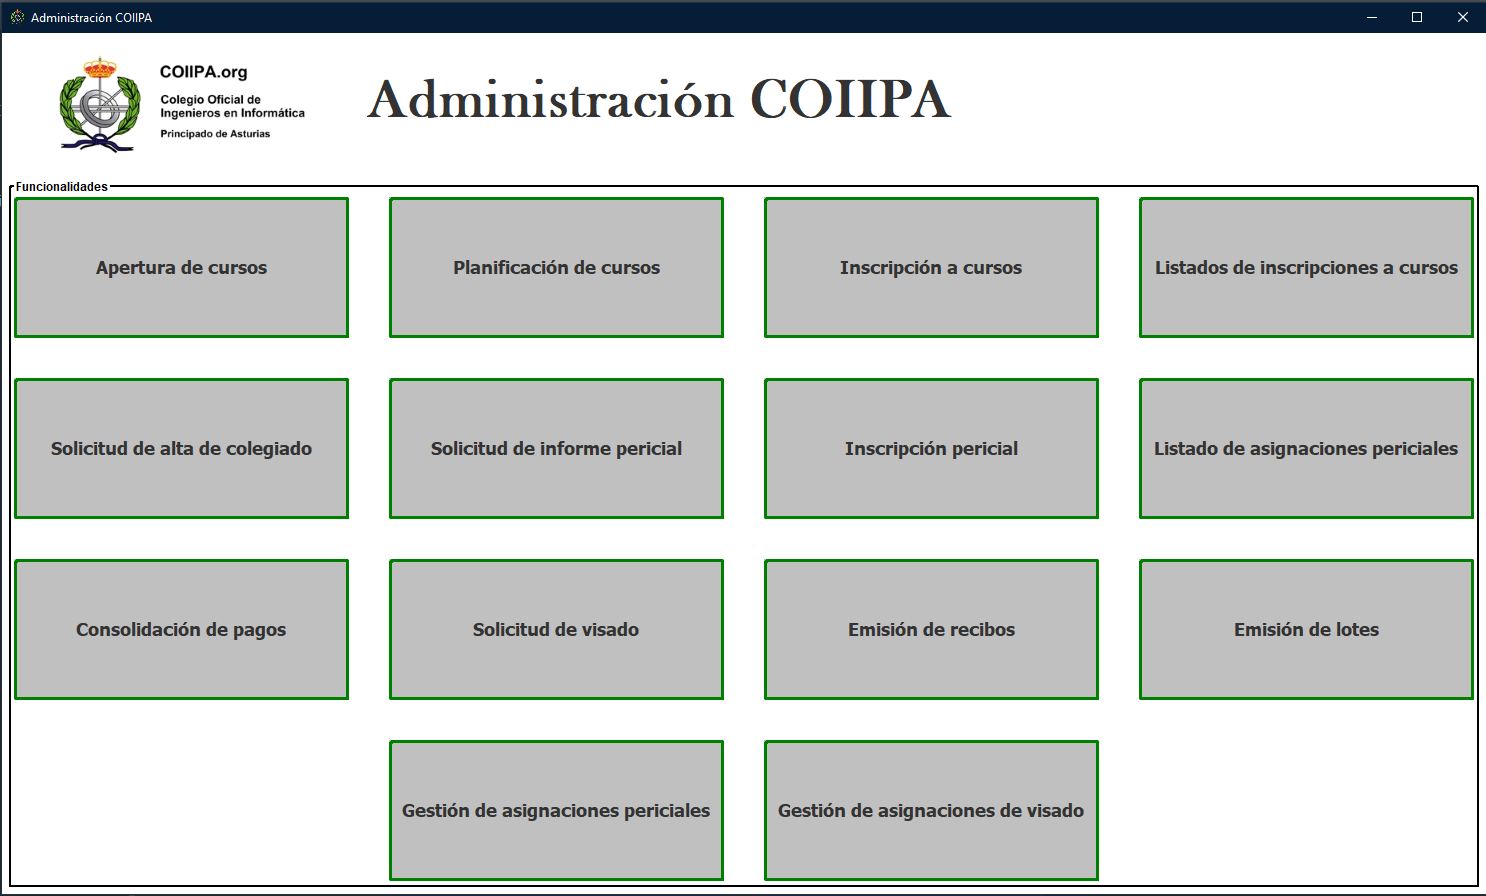 Administración COIIPA
COIIPA.org
Colegio Oficial de
Ingenieros en Informática
Principado de Asturias
Administración COIIPA
Funcionalidades
Apertura de cursos
Planificación de cursos
Inscripción a cursos
Listados de inscripciones a cursos
Solicitud de alta de colegiado
Solicitud de informe pericial
Inscripción pericial
Listado de asignaciones periciales
Consolidación de pagos
Solicitud de visado
Emisión de recibos
Emisión de lotes
Gestión de asignaciones periciales
Gestión de asignaciones de visado